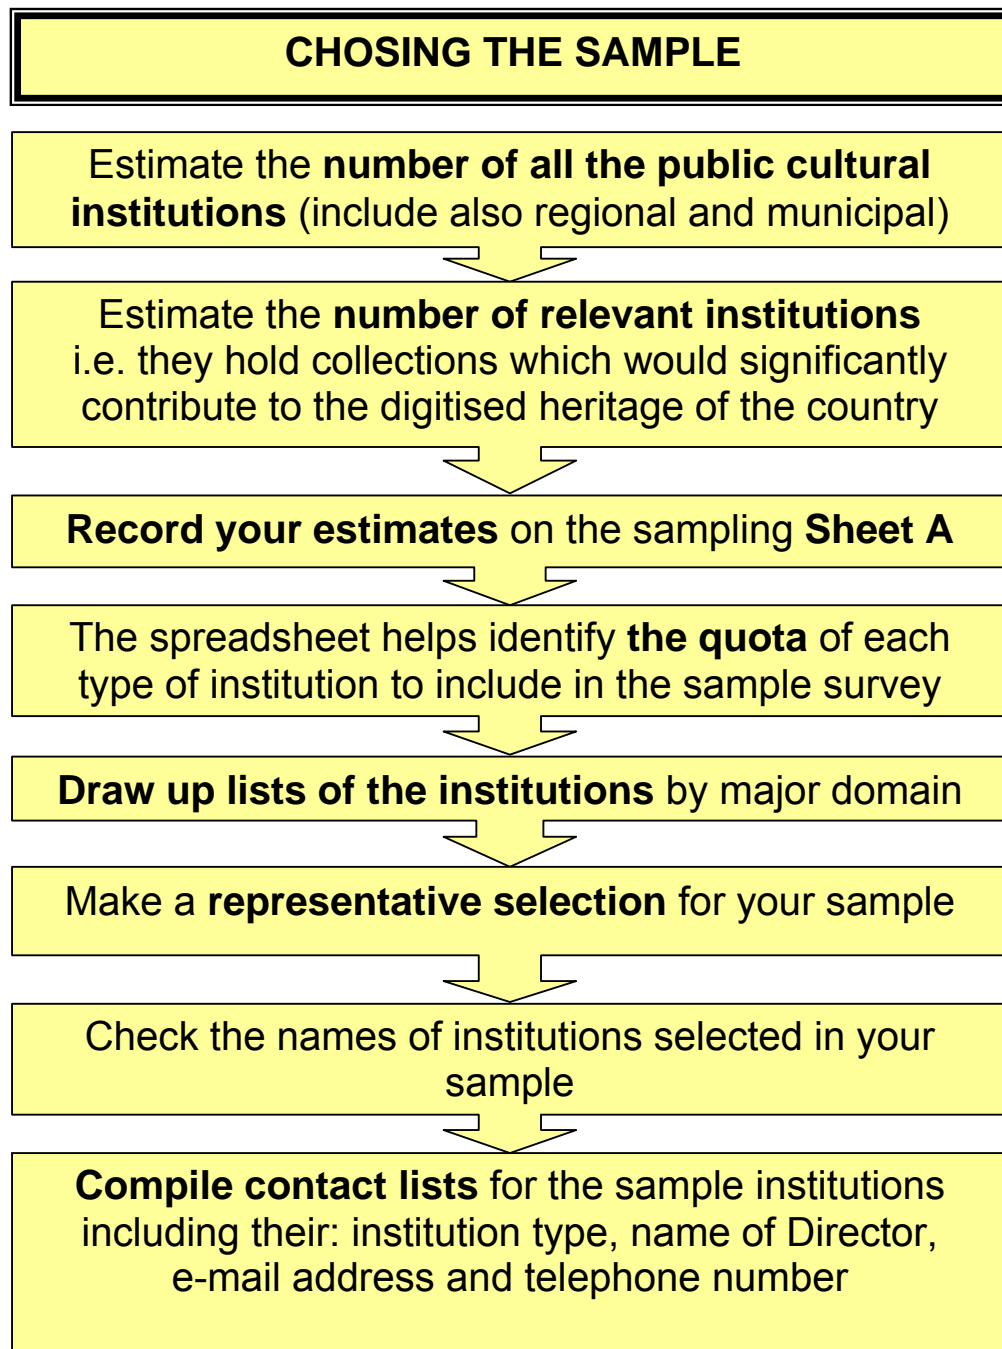 CHOSING THE SAMPLE
Estimate the number of all the public cultural
institutions (include also regional and municipal)
Estimate the number of relevant institutions
i.e. they hold collections which would significantly
contribute to the digitised heritage of the country
Record your estimates on the sampling Sheet A
The spreadsheet helps identify the quota of each
type of institution to include in the sample survey
Draw up lists of the institutions by major domain
Make a representative selection for your sample
Check the names of institutions selected in your
sample
Compile contact lists for the sample institutions
including their: institution type, name of Director,
e-mail address and telephone number